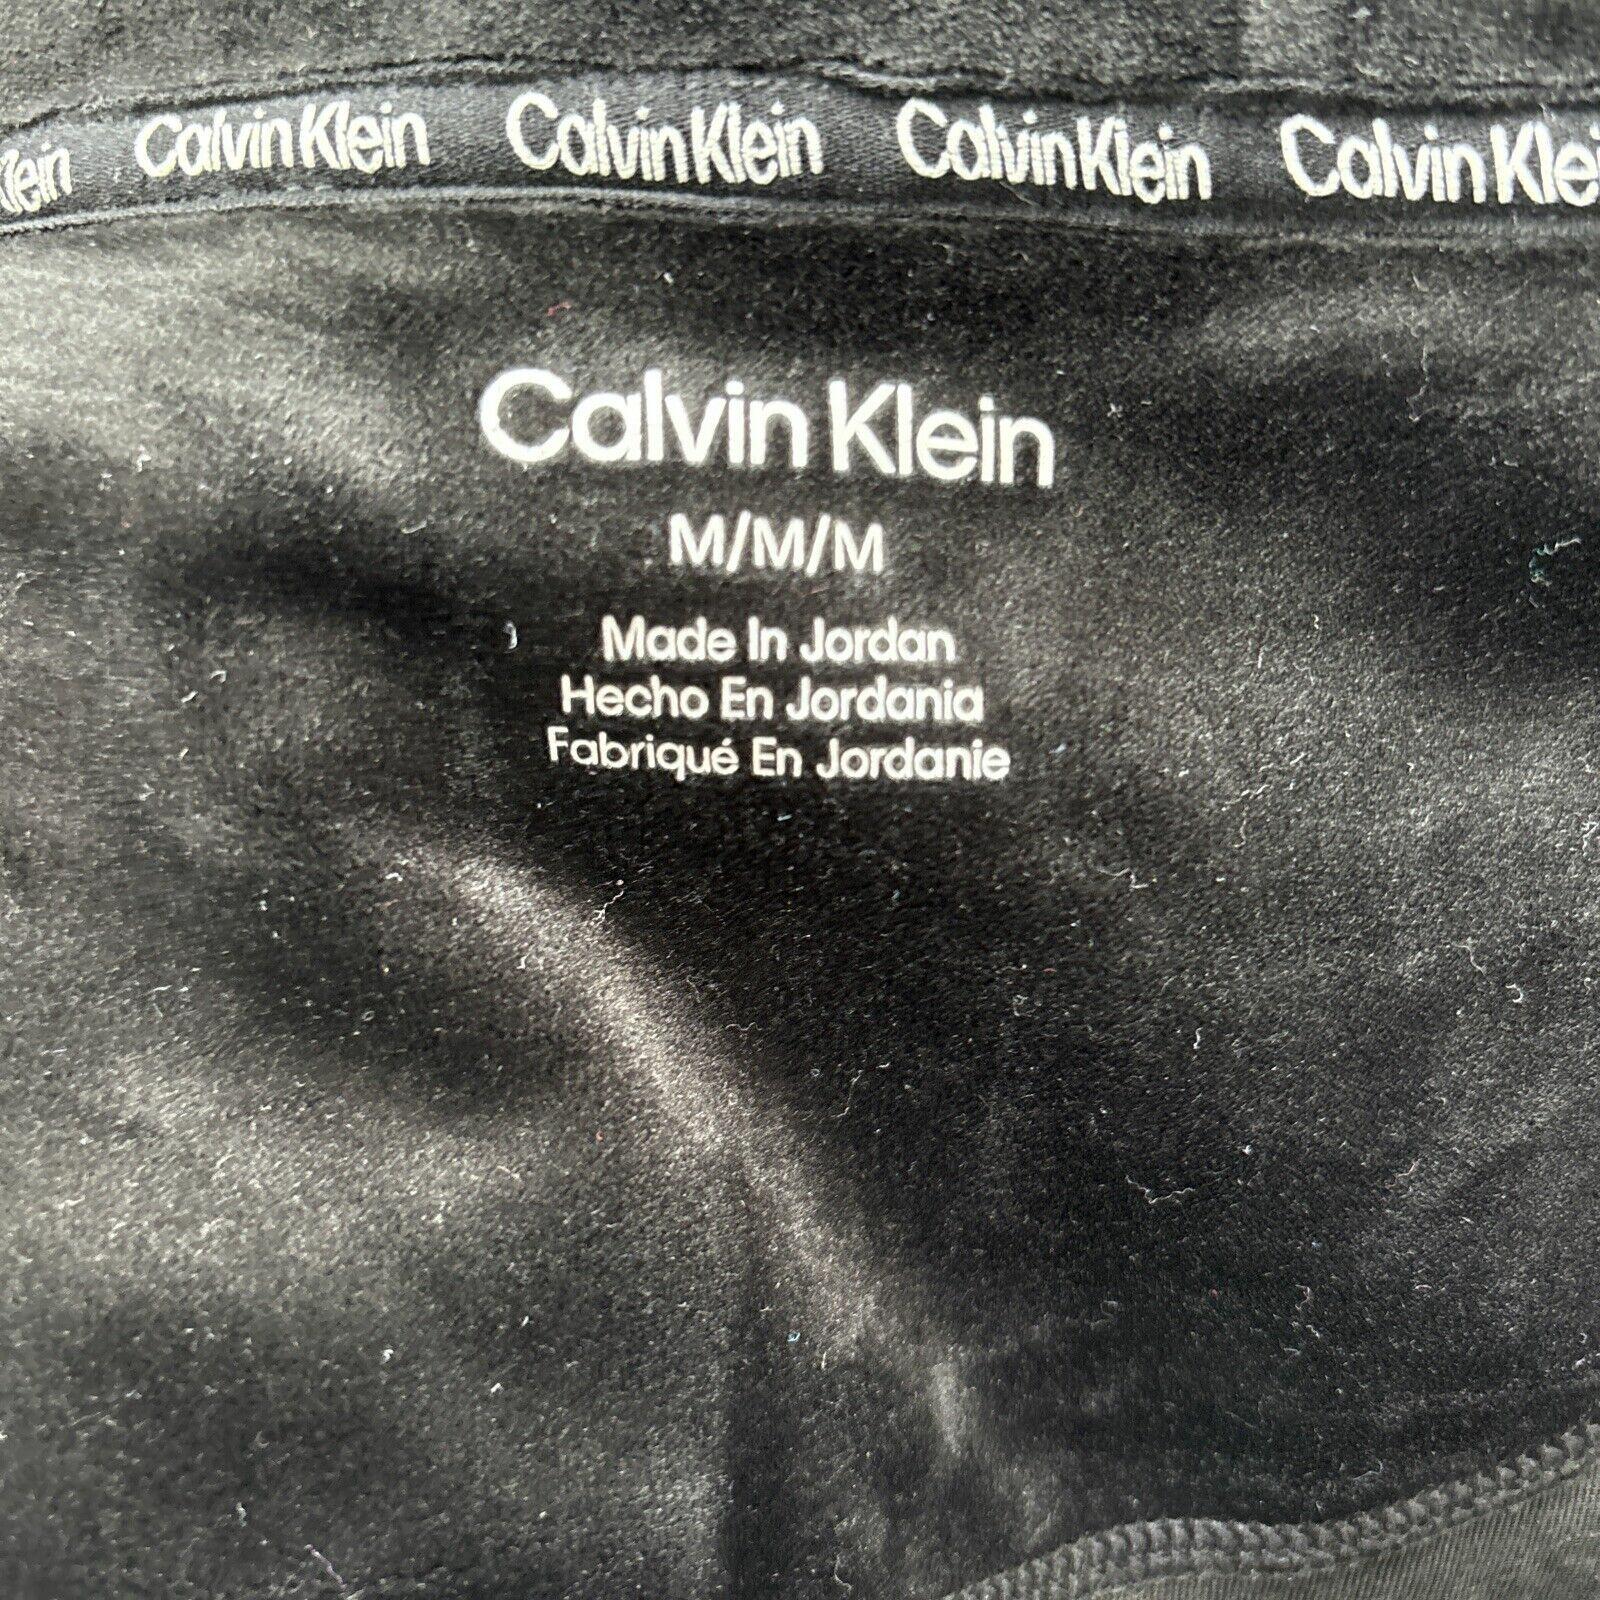 Klein Calvin Klein Calvin Klein Calvin Klein Calvin Kle
Calvin Klein
M/M/M
Made In Jordan
Hecho En Jordania
Fabriqué En Jordanie